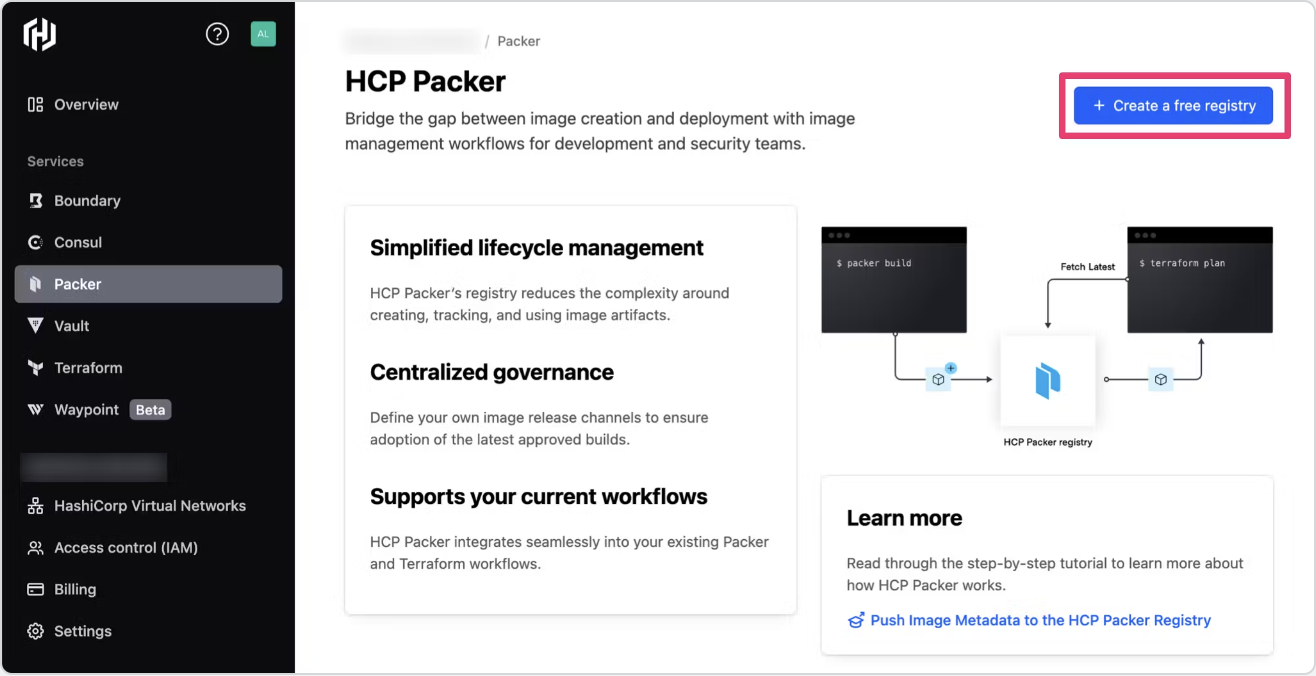 AL
Overview
Services
Boundary
Consul
Packer
Vault
Terraform
Waypoint Beta
HashiCorp Virtual Networks
Access control (IAM)
Billing
Settings
/ Packer
HCP Packer
Bridge the gap between image creation and deployment with image
management workflows for development and security teams.
+ Create a free registry
Simplified lifecycle management
HCP Packer's registry reduces the complexity around
creating, tracking, and using image artifacts.
Centralized governance
Define your own image release channels to ensure
adoption of the latest approved builds.
Supports your current workflows
HCP Packer integrates seamlessly into your existing Packer
and Terraform workflows.
$ packer build
Fetch Latest
$ terraform plan
HCP Packer registry
Learn more
Read through the step-by-step tutorial to learn more about
how HCP Packer works.
Push Image Metadata to the HCP Packer Registry